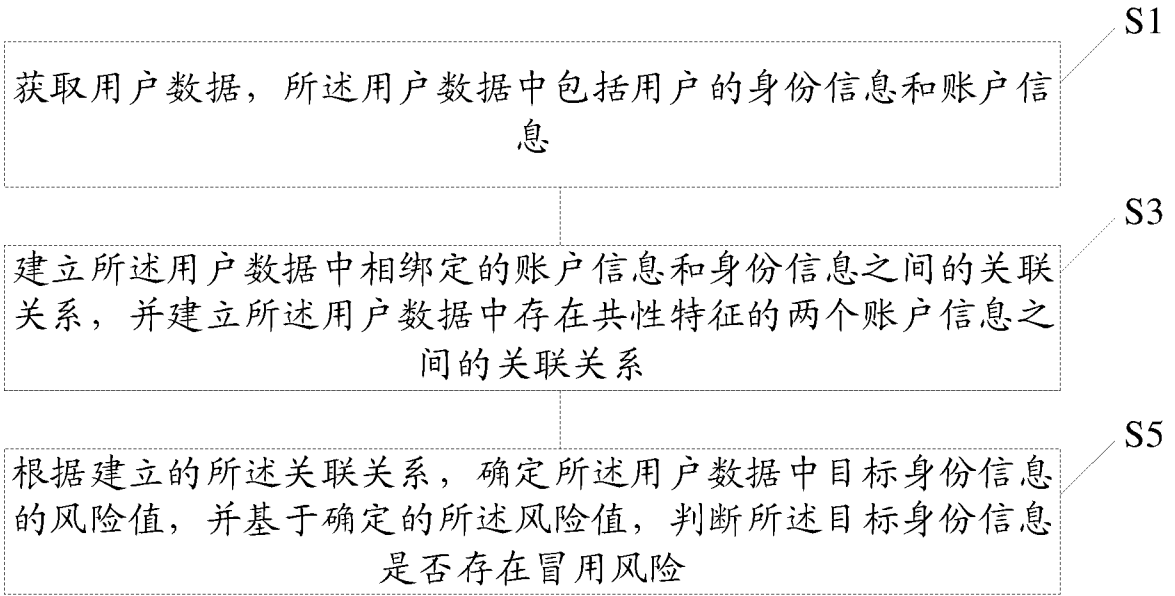 S1
获取用户数据，所述用户数据中包括用户的身份信息和账户信
息
S3
建立所述用户数据中相绑定的账户信息和身份信息之间的关联
关系，并建立所述用户数据中存在共性特征的两个账户信息之
间的关联关系
S5
根据建立的所述关联关系，确定所述用户数据中目标身份信息
的风险值，并基于确定的所述风险值，判断所述目标身份信息
是否存在冒用风险